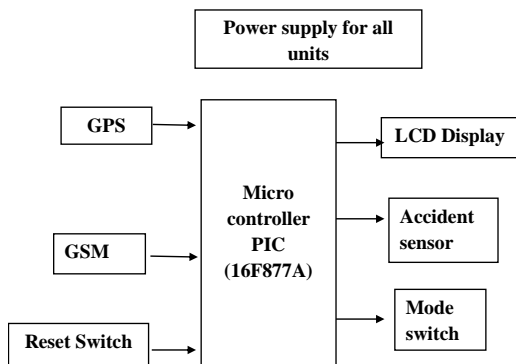 Power supply for all
units
GPS
GSM
Reset Switch
Micro
controller
PIC
(16F877A)
LCD Display
Accident
sensor
Mode
switch